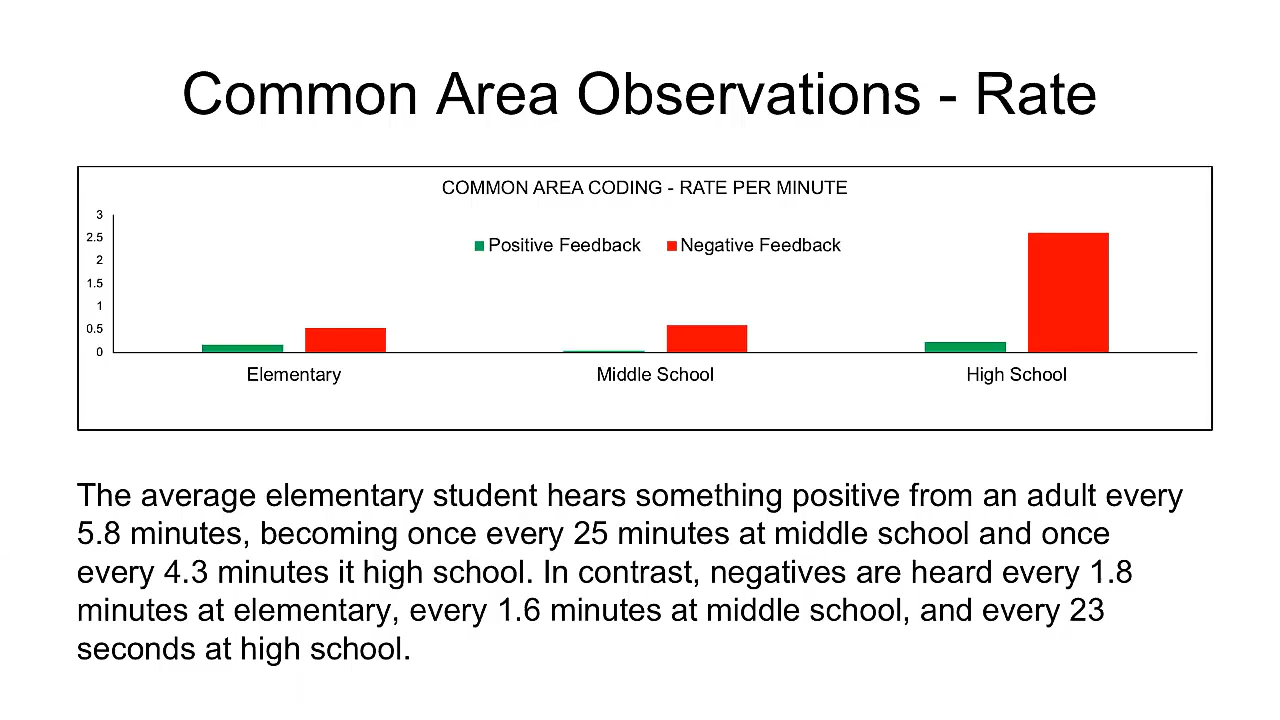 Common Area Observations - Rate
COMMON AREA CODING - RATE PER MINUTE
3
2.5
2
1.5
1
0.5
0
Positive Feedback
Negative Feedback
Elementary
Middle School
High School
The average elementary student hears something positive from an adult every
5.8 minutes, becoming once every 25 minutes at middle school and once
every 4.3 minutes it high school. In contrast, negatives are heard every 1.8
minutes at elementary, every 1.6 minutes at middle school, and every 23
seconds at high school.